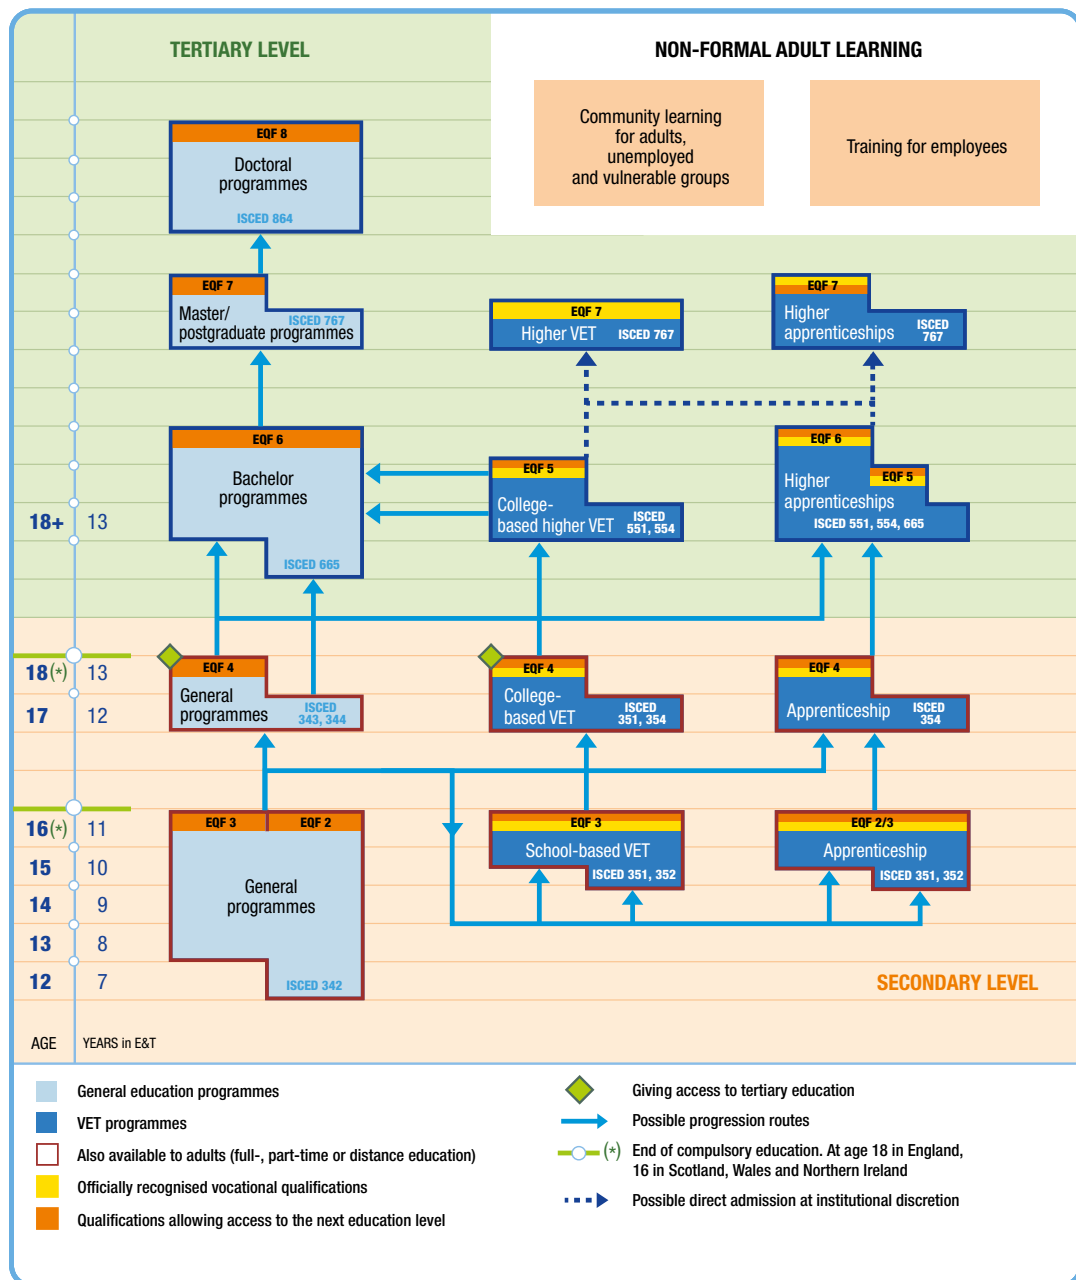 TERTIARY LEVEL
NON-FORMAL ADULT LEARNING
Community learning
for adults,
unemployed
and vulnerable groups
Training for employees
EQF 8
Doctoral
programmes
ISCED 864
EQF 7
Master/
postgraduate programmes
ISCED 767
EQF 7
Higher VET
ISCED 767
EQF 7
Higher
apprenticeships
ISCED
767
EQF 6
Bachelor
programmes
ISCED 665
EQF 5
College-
based higher VET
ISCED
551, 554
EQF 6
EQF 5
Higher
apprenticeships
ISCED 551, 554, 665
18+ 13
18(*) 13
17 12
EQF 4
General
programmes
ISCED
343, 344
EQF 4
College-
based VET
ISCED
351, 354
EQF 4
Apprenticeship
ISCED
354
16(*) 11
15 10
14 9
13 8
12 7
EQF 3
EQF 2
General
programmes
ISCED 342
EQF 3
School-based VET
ISCED 351, 352
EQF 2/3
Apprenticeship
ISCED 351, 352
SECONDARY LEVEL
AGE
YEARS in E&T
General education programmes
VET programmes
Also available to adults (full-, part-time or distance education)
Officially recognised vocational qualifications
Qualifications allowing access to the next education level
Giving access to tertiary education
Possible progression routes
(*) End of compulsory education. At age 18 in England,
16 in Scotland, Wales and Northern Ireland
Possible direct admission at institutional discretion